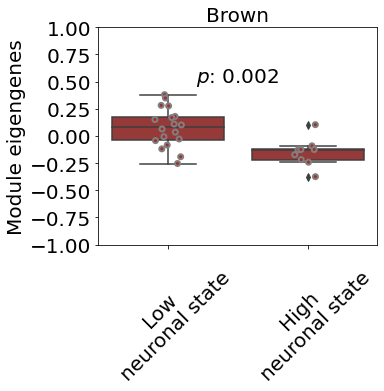 Brown
Module eigengenes
1.00
0.75
0.50
0.25
0.00
−0.25
−0.50
−0.75
−1.00
p: 0.002
Low
neuronal state
High
neuronal state